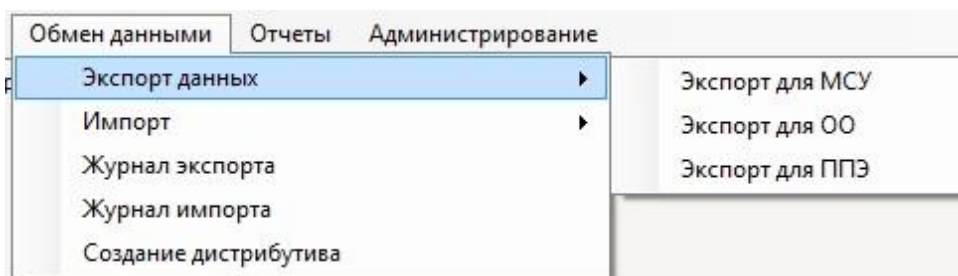 Обмен данными Отчеты Администрирование
Экспорт данных Экспорт для МСУ
Импорт Экспорт для ОО
Журнал экспорта Экспорт для ППЭ
Журнал импорта
Создание дистрибутива